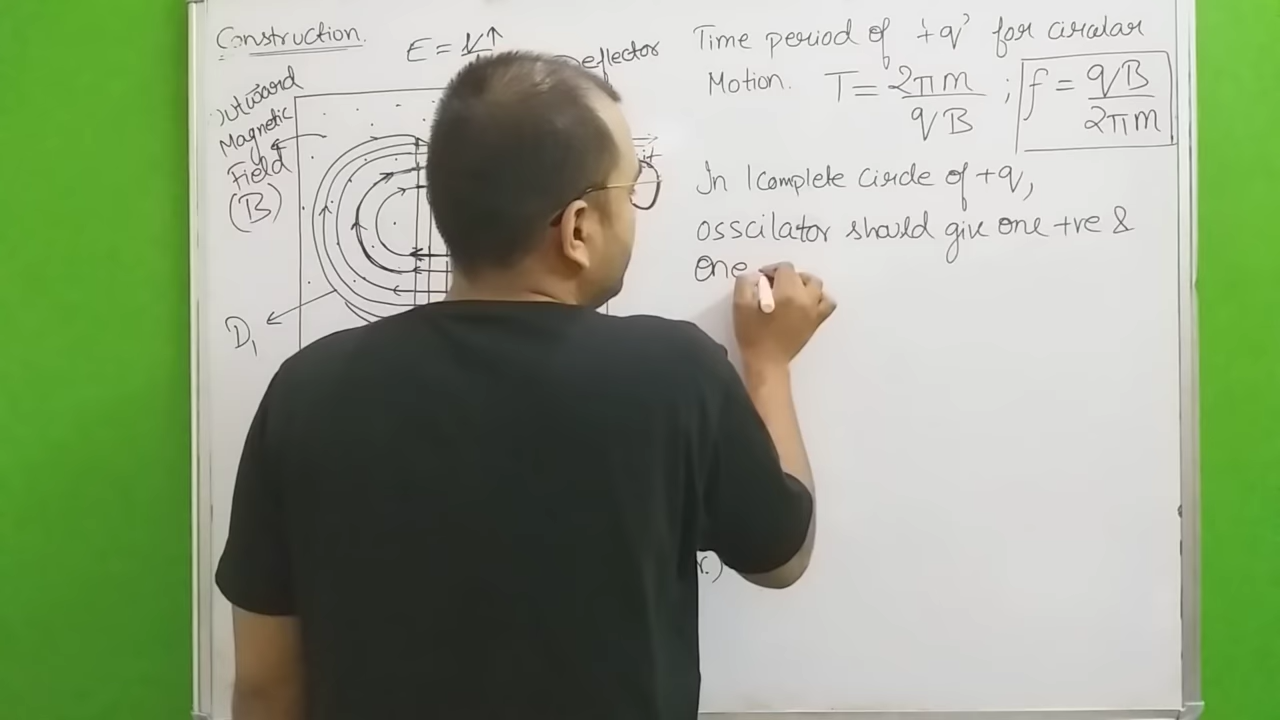 Construction.
E = V↑
Deflector
Outward
Magnetic
Field
(B)
D₁
Time period of '+q' for circular
Motion. T = 2πm/qB ; f = qB/2πm
In 1 complete circle of +q,
osscilator should give one +ve &
One
r.)